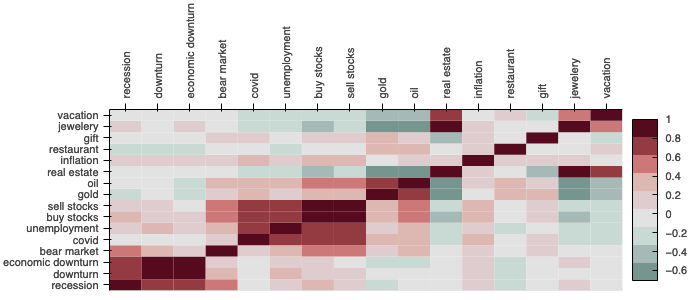 recession
downturn
economic downturn
bear market
covid
unemployment
buy stocks
sell stocks
gold
oil
real estate
inflation
restaurant
gift
jewelery
vacation
vacation
jewelery
gift
restaurant
inflation
real estate
oil
gold
sell stocks
buy stocks
unemployment
covid
bear market
economic downturn
downturn
recession
1
0.8
0.6
0.4
0.2
0
−0.2
−0.4
−0.6